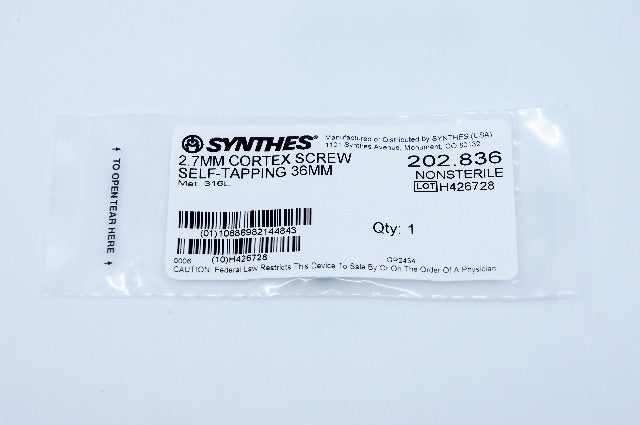 TO OPEN TEAR HERE
SYNTHES®
Manufactured or Distributed by SYNTHES (USA)
1101 Synthes Avenue, Monument, CO 80132
2.7MM CORTEX SCREW
SELF-TAPPING 36MM
Mat. 316L
202.836
NONSTERILE
LOT H426728
(01)10886982144843
Qty: 1
(10)H426728
0006
GP2434
CAUTION: Federal Law Restricts This Device To Sale By Or On The Order Of A Physician.